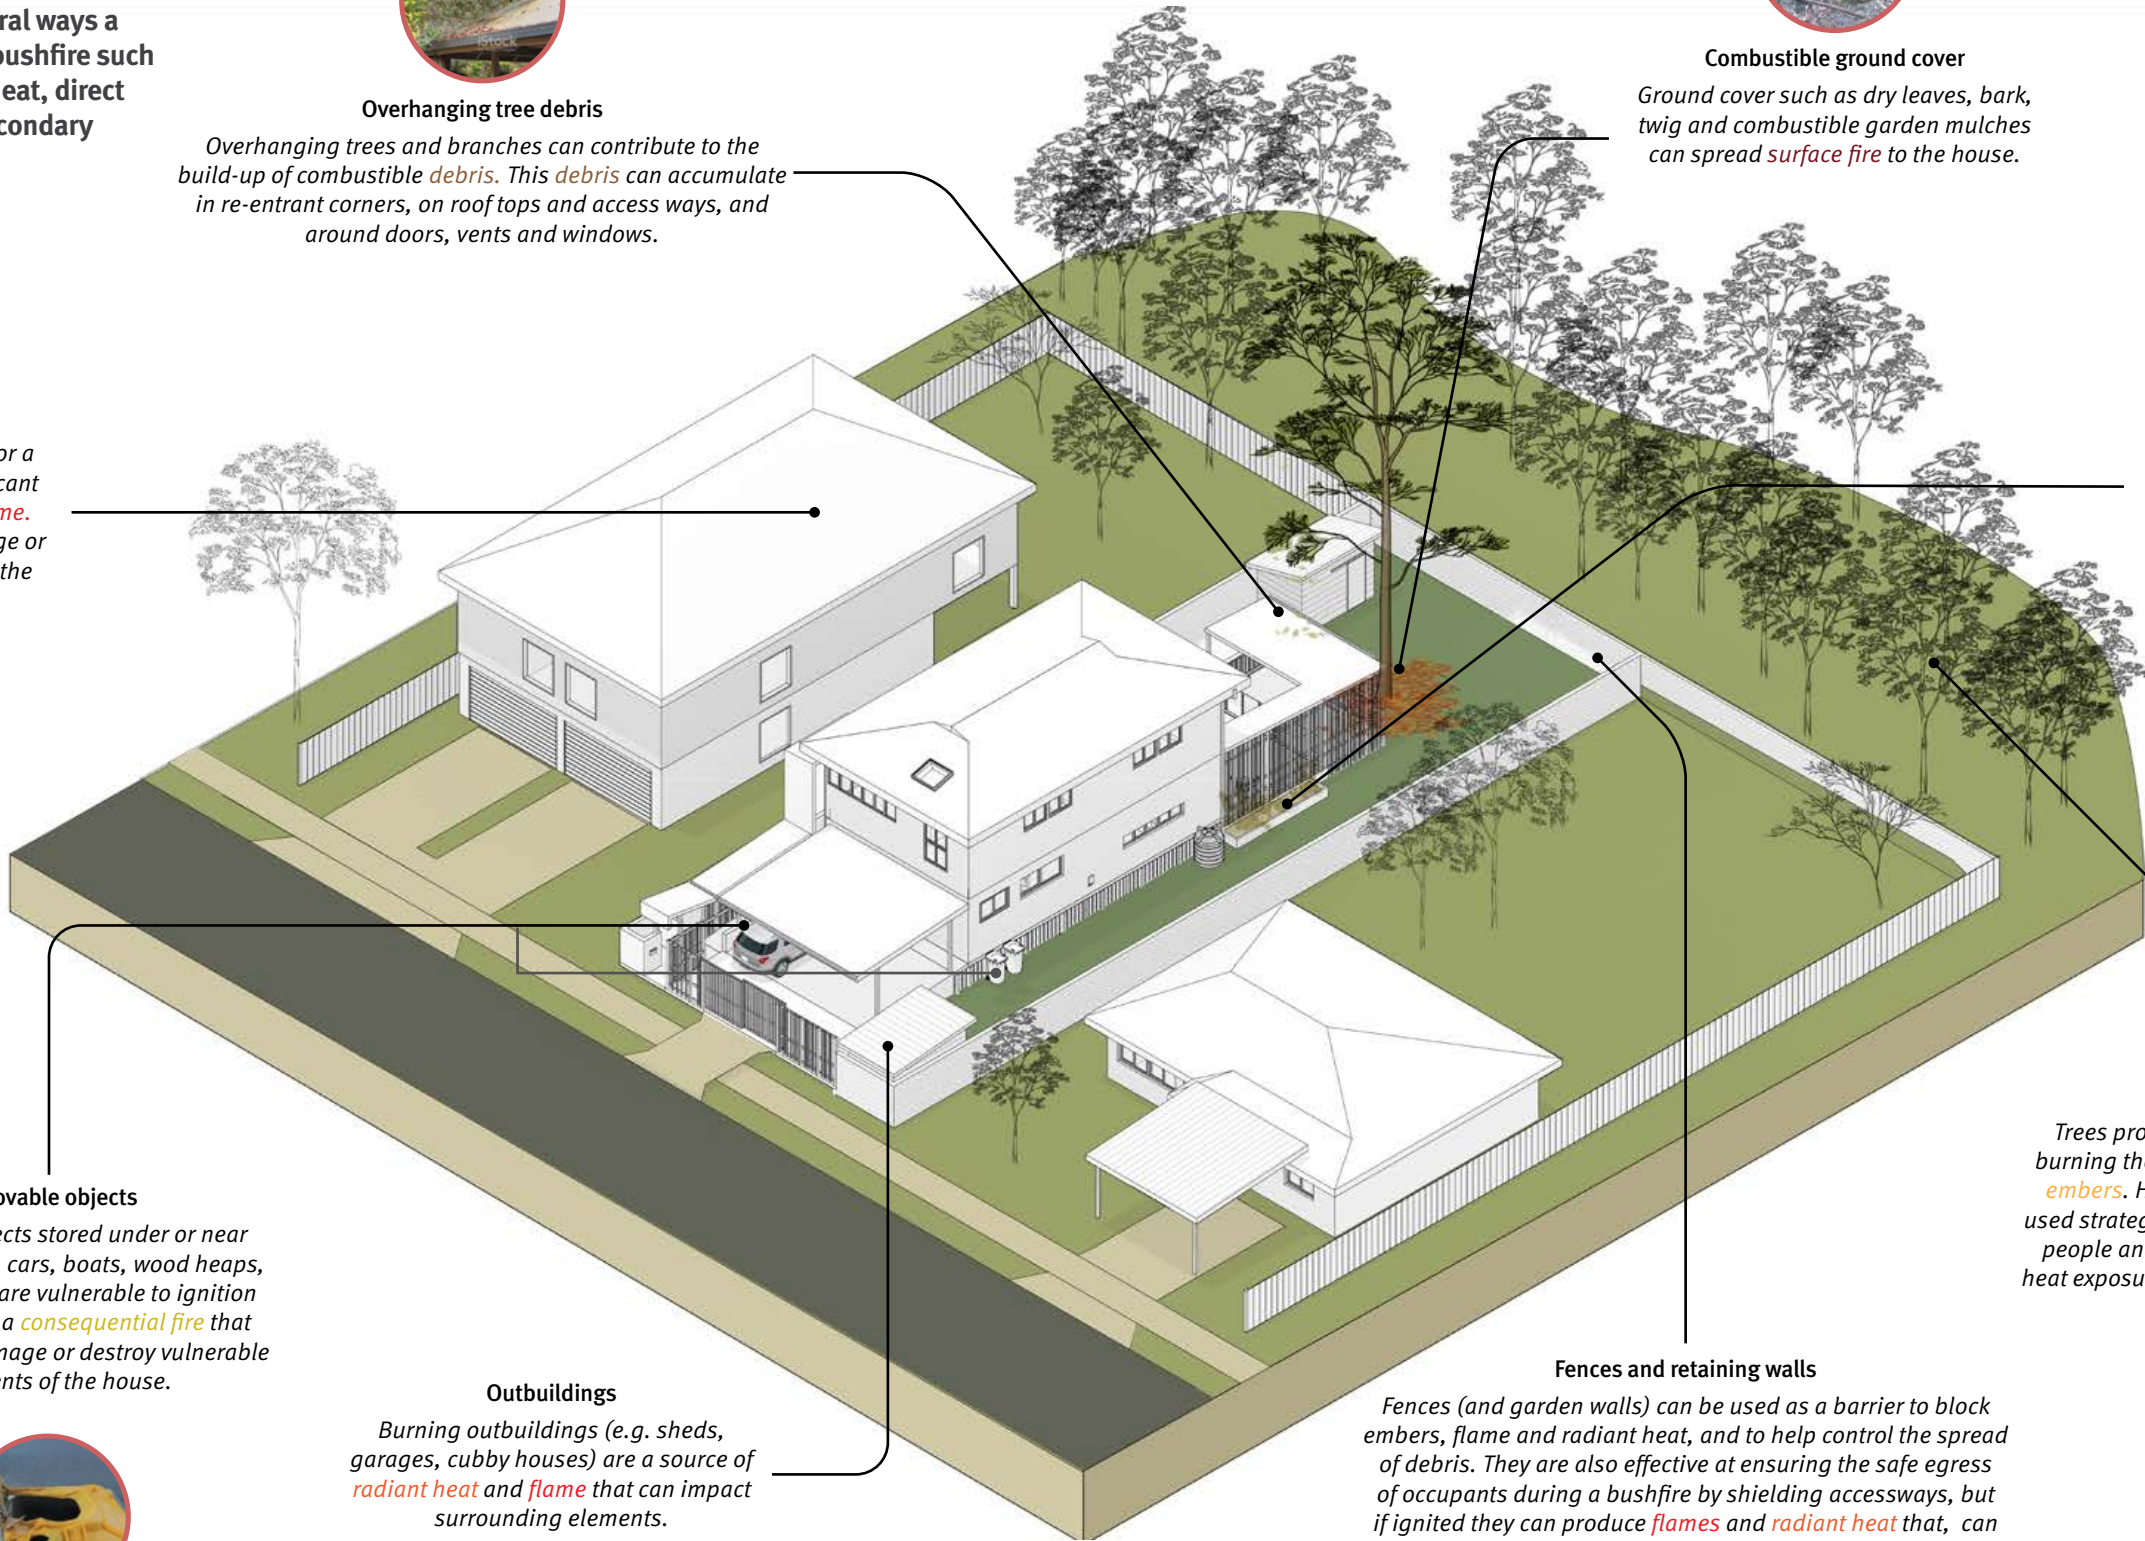 ral ways a
bushfire such
eat, direct
condary
iStock
Overhanging tree debris
Overhanging trees and branches can contribute to the
build-up of combustible debris. This debris can accumulate
in re-entrant corners, on roof tops and access ways, and
around doors, vents and windows.
Combustible ground cover
Ground cover such as dry leaves, bark,
twig and combustible garden mulches
can spread surface fire to the house.
or a
cant
me.
ge or
the
ovable objects
ects stored under or near
cars, boats, wood heaps,
are vulnerable to ignition
a consequential fire that
mage or destroy vulnerable
ents of the house.
Outbuildings
Burning outbuildings (e.g. sheds,
garages, cubby houses) are a source of
radiant heat and flame that can impact
surrounding elements.
Fences and retaining walls
Fences (and garden walls) can be used as a barrier to block
embers, flame and radiant heat, and to help control the spread
of debris. They are also effective at ensuring the safe egress
of occupants during a bushfire by shielding accessways, but
if ignited they can produce flames and radiant heat that, can
Trees pro
burning the
embers. H
used strateg
people an
heat exposu